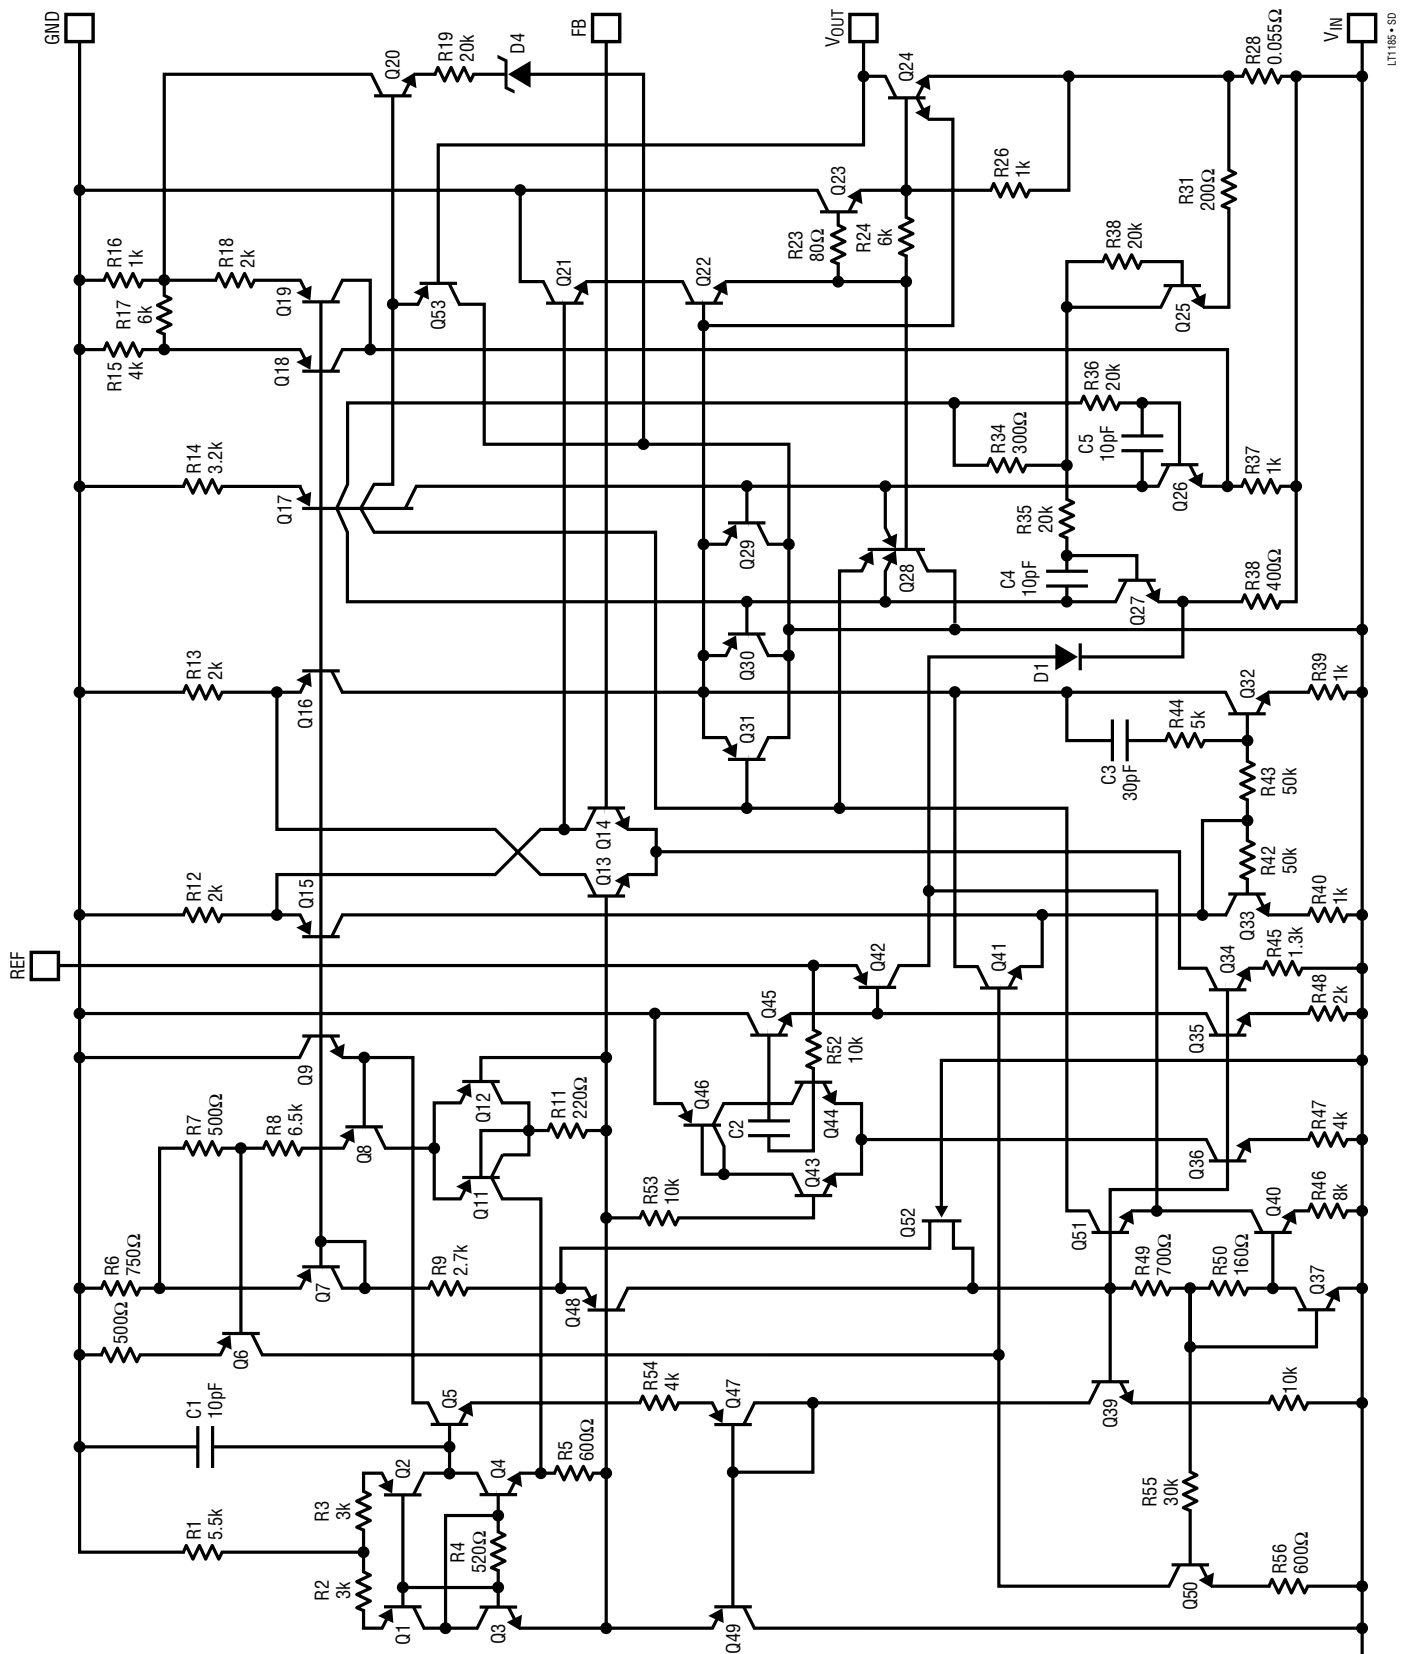 GND
FB
VOUT
VIN
LT1185 • SD
REF
Q20
R19
20k
D4
Q24
R28
0.055Ω
Q23
R26
1k
R31
200Ω
R16
1k
R17
6k
R18
2k
Q19
Q53
Q21
Q22
R23
80Ω
R24
6k
R38
20k
Q25
R15
4k
Q18
R36
20k
R34
300Ω
C5
10pF
R14
3.2k
Q17
Q26
R37
1k
Q29
R35
20k
Q28
C4
10pF
Q27
R38
400Ω
Q30
D1
R13
2k
Q16
Q31
Q32
R39
1k
R44
5k
C3
30pF
R43
50k
Q14
Q13
R42
50k
R12
2k
Q15
Q33
R40
1k
Q42
Q41
Q34
R45
1.3k
Q45
Q35
R48
2k
Q9
R52
10k
R7
500Ω
R8
6.5k
Q8
Q12
R11
220Ω
Q46
C2
Q44
Q36
R47
4k
Q11
Q43
R53
10k
Q52
Q51
Q40
R46
8k
R6
750Ω
Q7
R9
2.7k
Q48
R49
700Ω
R50
160Ω
Q37
500Ω
Q6
C1
10pF
Q5
R54
4k
Q47
Q39
10k
Q2
Q4
R5
600Ω
R3
3k
R1
5.5k
R4
520Ω
R55
30k
R2
3k
Q1
Q3
Q49
Q50
R56
600Ω